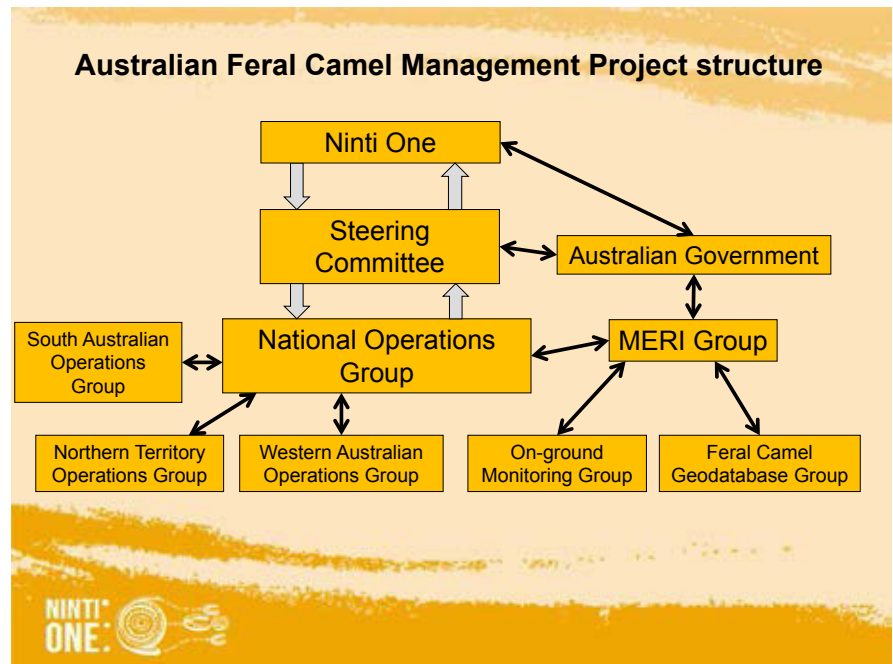 Australian Feral Camel Management Project structure
Ninti One
Steering
Committee
Australian Government
South Australian
Operations
Group
National Operations
Group
MERI Group
Northern Territory
Operations Group
Western Australian
Operations Group
On-ground
Monitoring Group
Feral Camel
Geodatabase Group
NINTI
ONE: